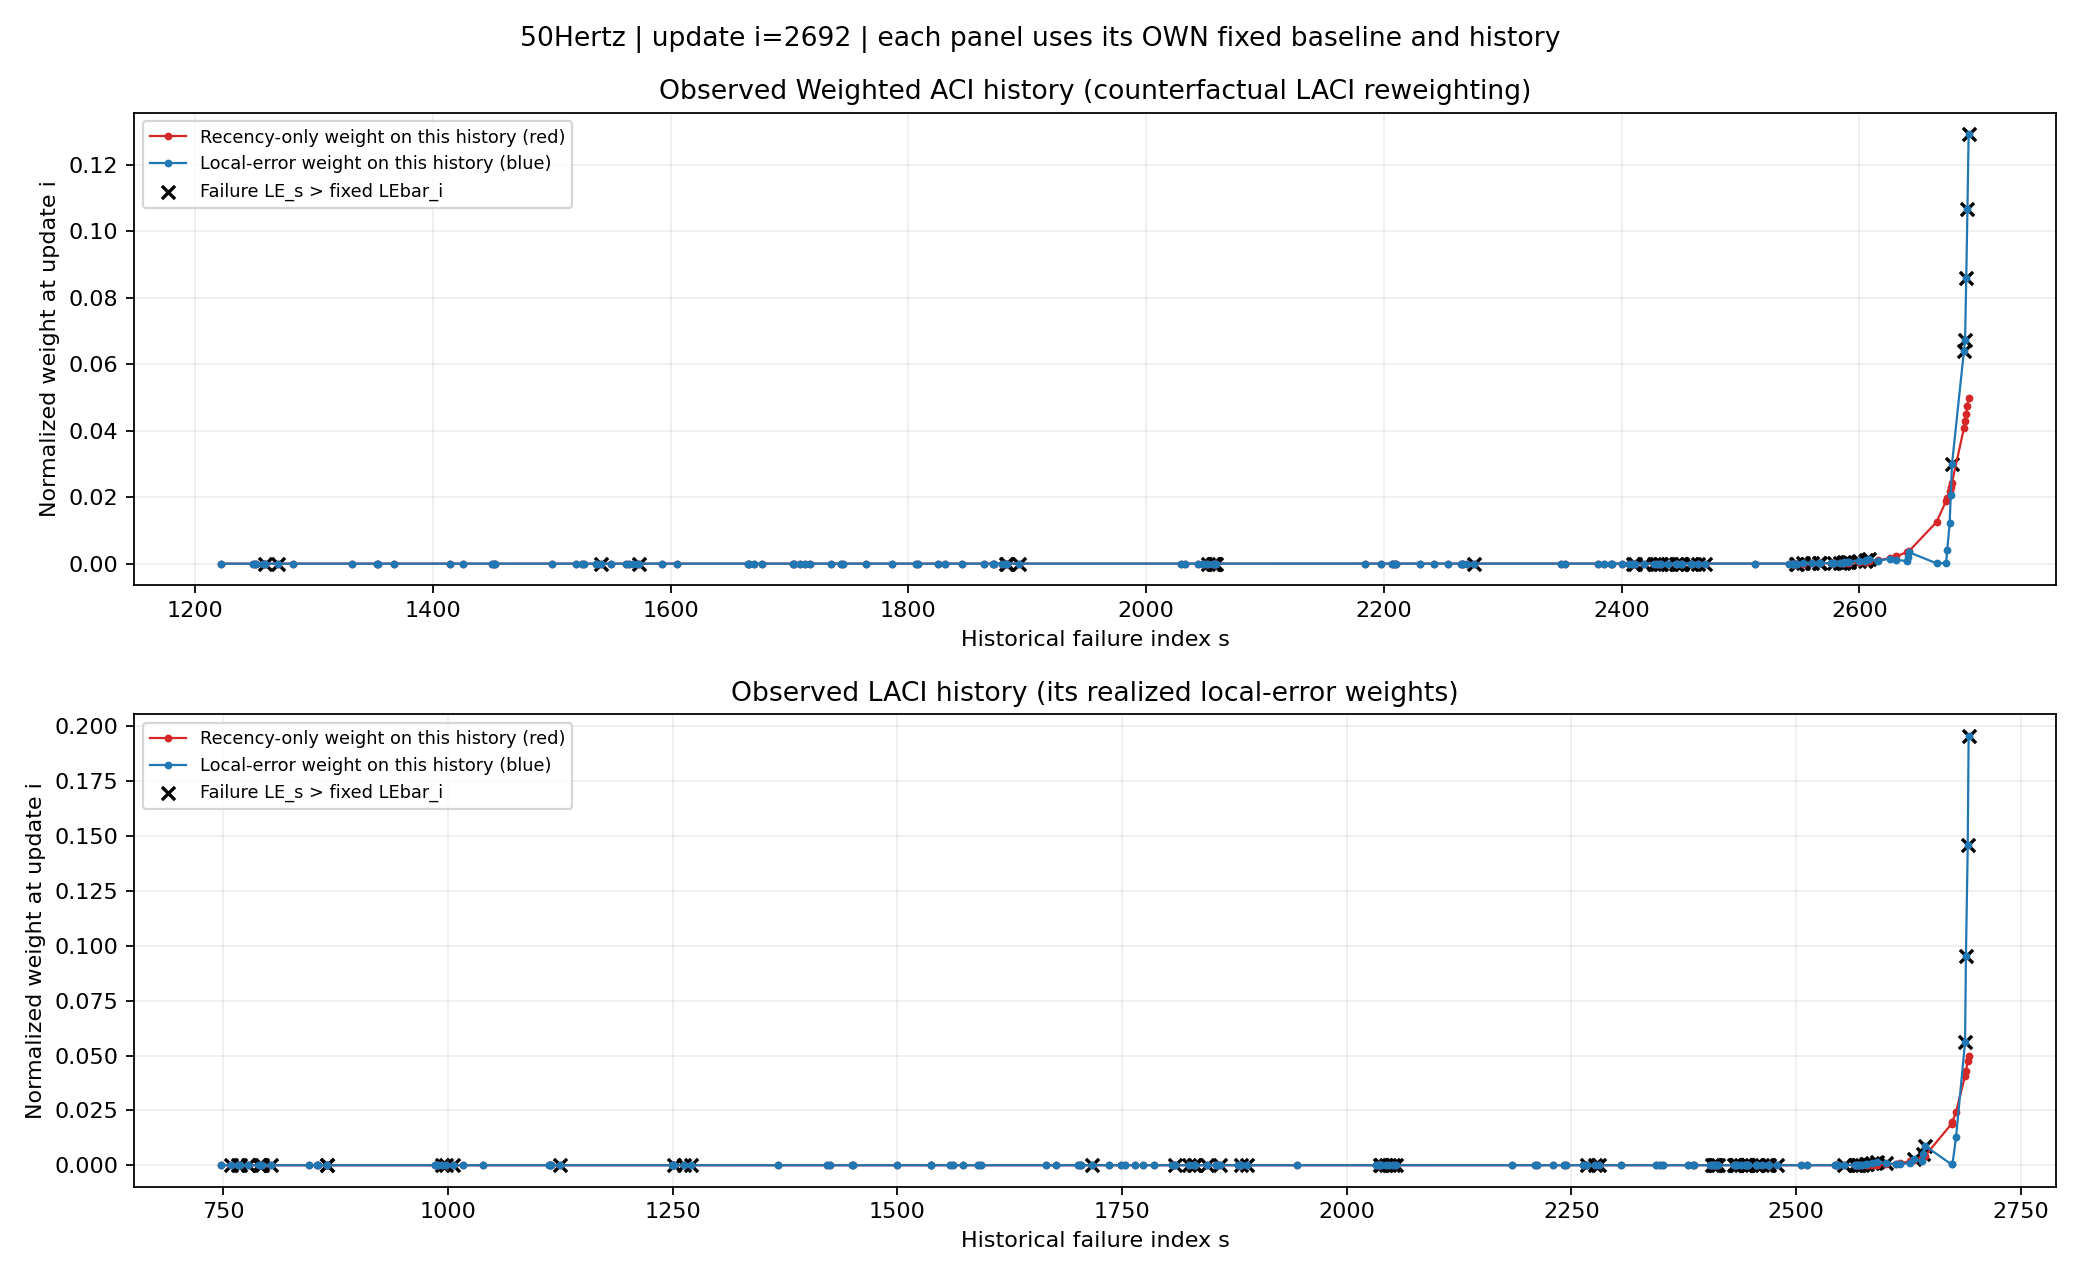 50Hertz | update i=2692 | each panel uses its OWN fixed baseline and history
Observed Weighted ACI history (counterfactual LACI reweighting)
Recency-only weight on this history (red)
Local-error weight on this history (blue)
Failure LE_s > fixed LEbar_i
Normalized weight at update i
0.12
0.10
0.08
0.06
0.04
0.02
0.00
1200 1400 1600 1800 2000 2200 2400 2600
Historical failure index s
Observed LACI history (its realized local-error weights)
Recency-only weight on this history (red)
Local-error weight on this history (blue)
Failure LE_s > fixed LEbar_i
Normalized weight at update i
0.200
0.175
0.150
0.125
0.100
0.075
0.050
0.025
0.000
750 1000 1250 1500 1750 2000 2250 2500 2750
Historical failure index s